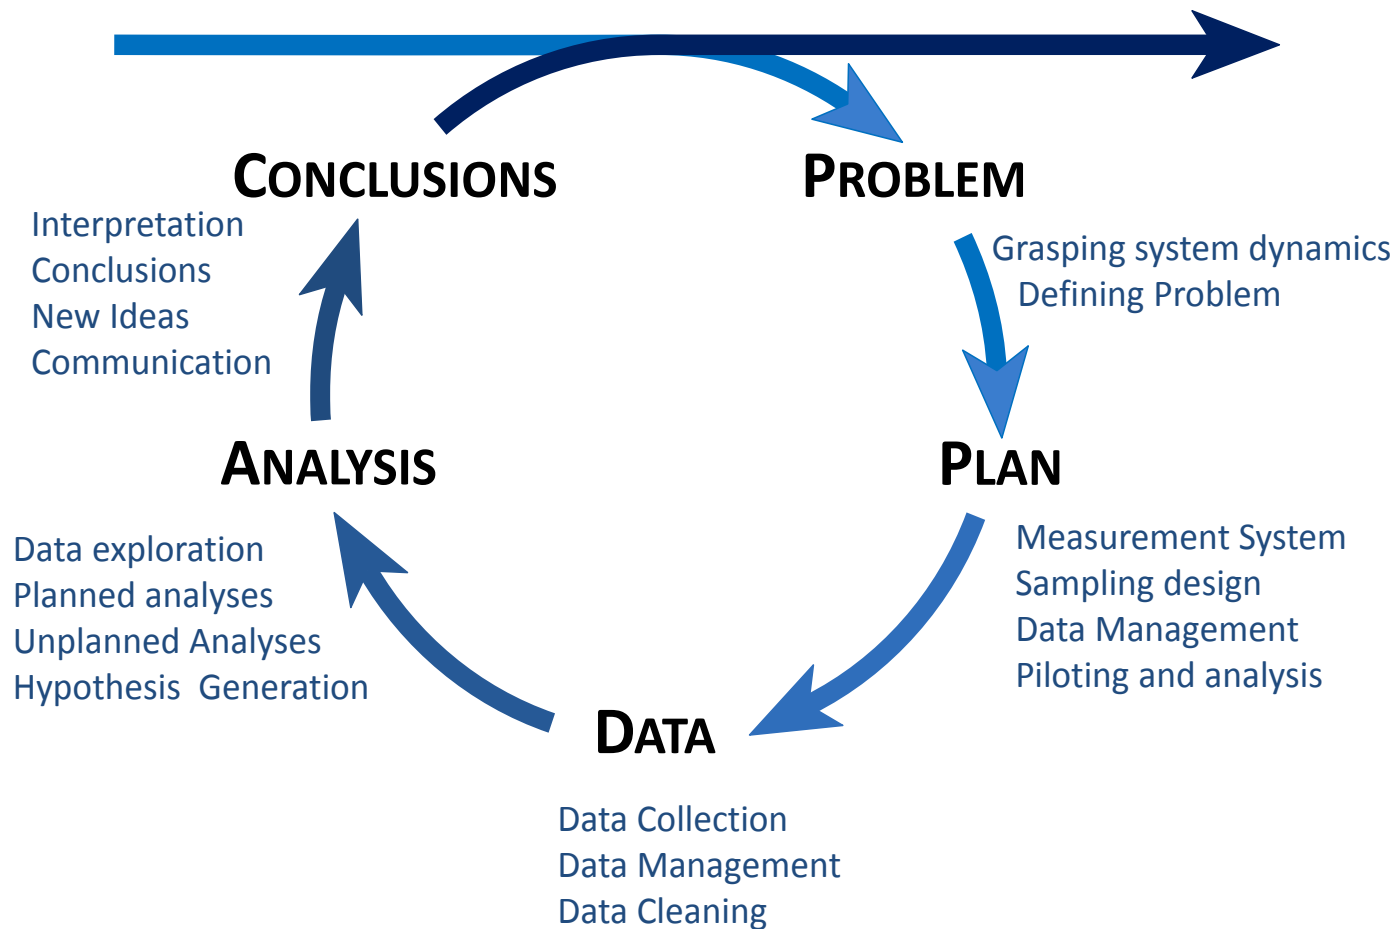 CONCLUSIONS
Interpretation
Conclusions
New Ideas
Communication
PROBLEM
Grasping system dynamics
Defining Problem
PLAN
Measurement System
Sampling design
Data Management
Piloting and analysis
DATA
Data Collection
Data Management
Data Cleaning
ANALYSIS
Data exploration
Planned analyses
Unplanned Analyses
Hypothesis  Generation